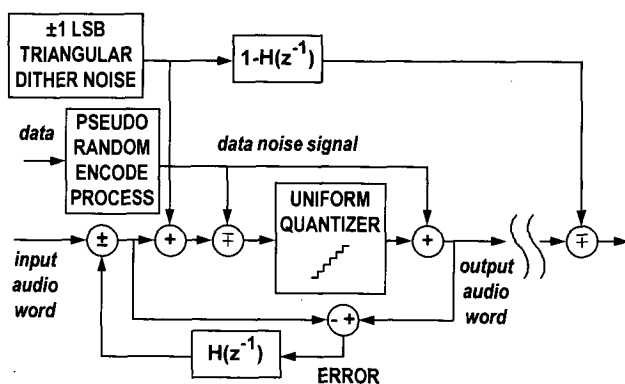 ±1 LSB
TRIANGULAR
DITHER NOISE
1-H(z⁻¹)
data
PSEUDO
RANDOM
ENCODE
PROCESS
data noise signal
UNIFORM
QUANTIZER
±
+
∓
+
∓
input
audio
word
output
audio
word
- +
H(z⁻¹)
ERROR